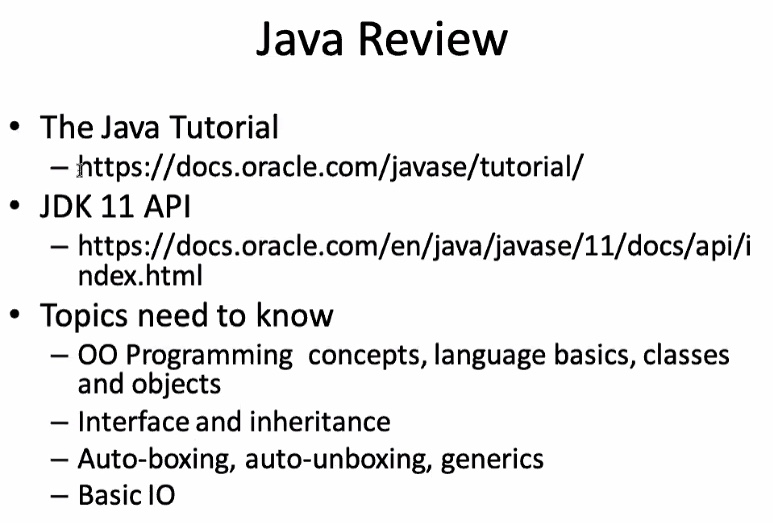 Java Review
• The Java Tutorial
– https://docs.oracle.com/javase/tutorial/
• JDK 11 API
– https://docs.oracle.com/en/java/javase/11/docs/api/i
ndex.html
• Topics need to know
– OO Programming  concepts, language basics, classes
and objects
– Interface and inheritance
– Auto-boxing, auto-unboxing, generics
– Basic IO